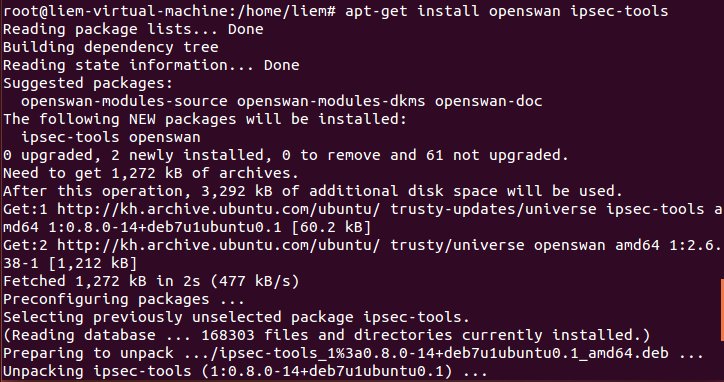 root@liem-virtual-machine:/home/liem# apt-get install openswan ipsec-tools
Reading package lists... Done
Building dependency tree
Reading state information... Done
Suggested packages:
  openswan-modules-source openswan-modules-dkms openswan-doc
The following NEW packages will be installed:
  ipsec-tools openswan
0 upgraded, 2 newly installed, 0 to remove and 61 not upgraded.
Need to get 1,272 kB of archives.
After this operation, 3,292 kB of additional disk space will be used.
Get:1 http://kh.archive.ubuntu.com/ubuntu/ trusty-updates/universe ipsec-tools a
md64 1:0.8.0-14+deb7u1ubuntu0.1 [60.2 kB]
Get:2 http://kh.archive.ubuntu.com/ubuntu/ trusty/universe openswan amd64 1:2.6.
38-1 [1,212 kB]
Fetched 1,272 kB in 2s (477 kB/s)
Preconfiguring packages ...
Selecting previously unselected package ipsec-tools.
(Reading database ... 168303 files and directories currently installed.)
Preparing to unpack .../ipsec-tools_1%3a0.8.0-14+deb7u1ubuntu0.1_amd64.deb ...
Unpacking ipsec-tools (1:0.8.0-14+deb7u1ubuntu0.1) ...